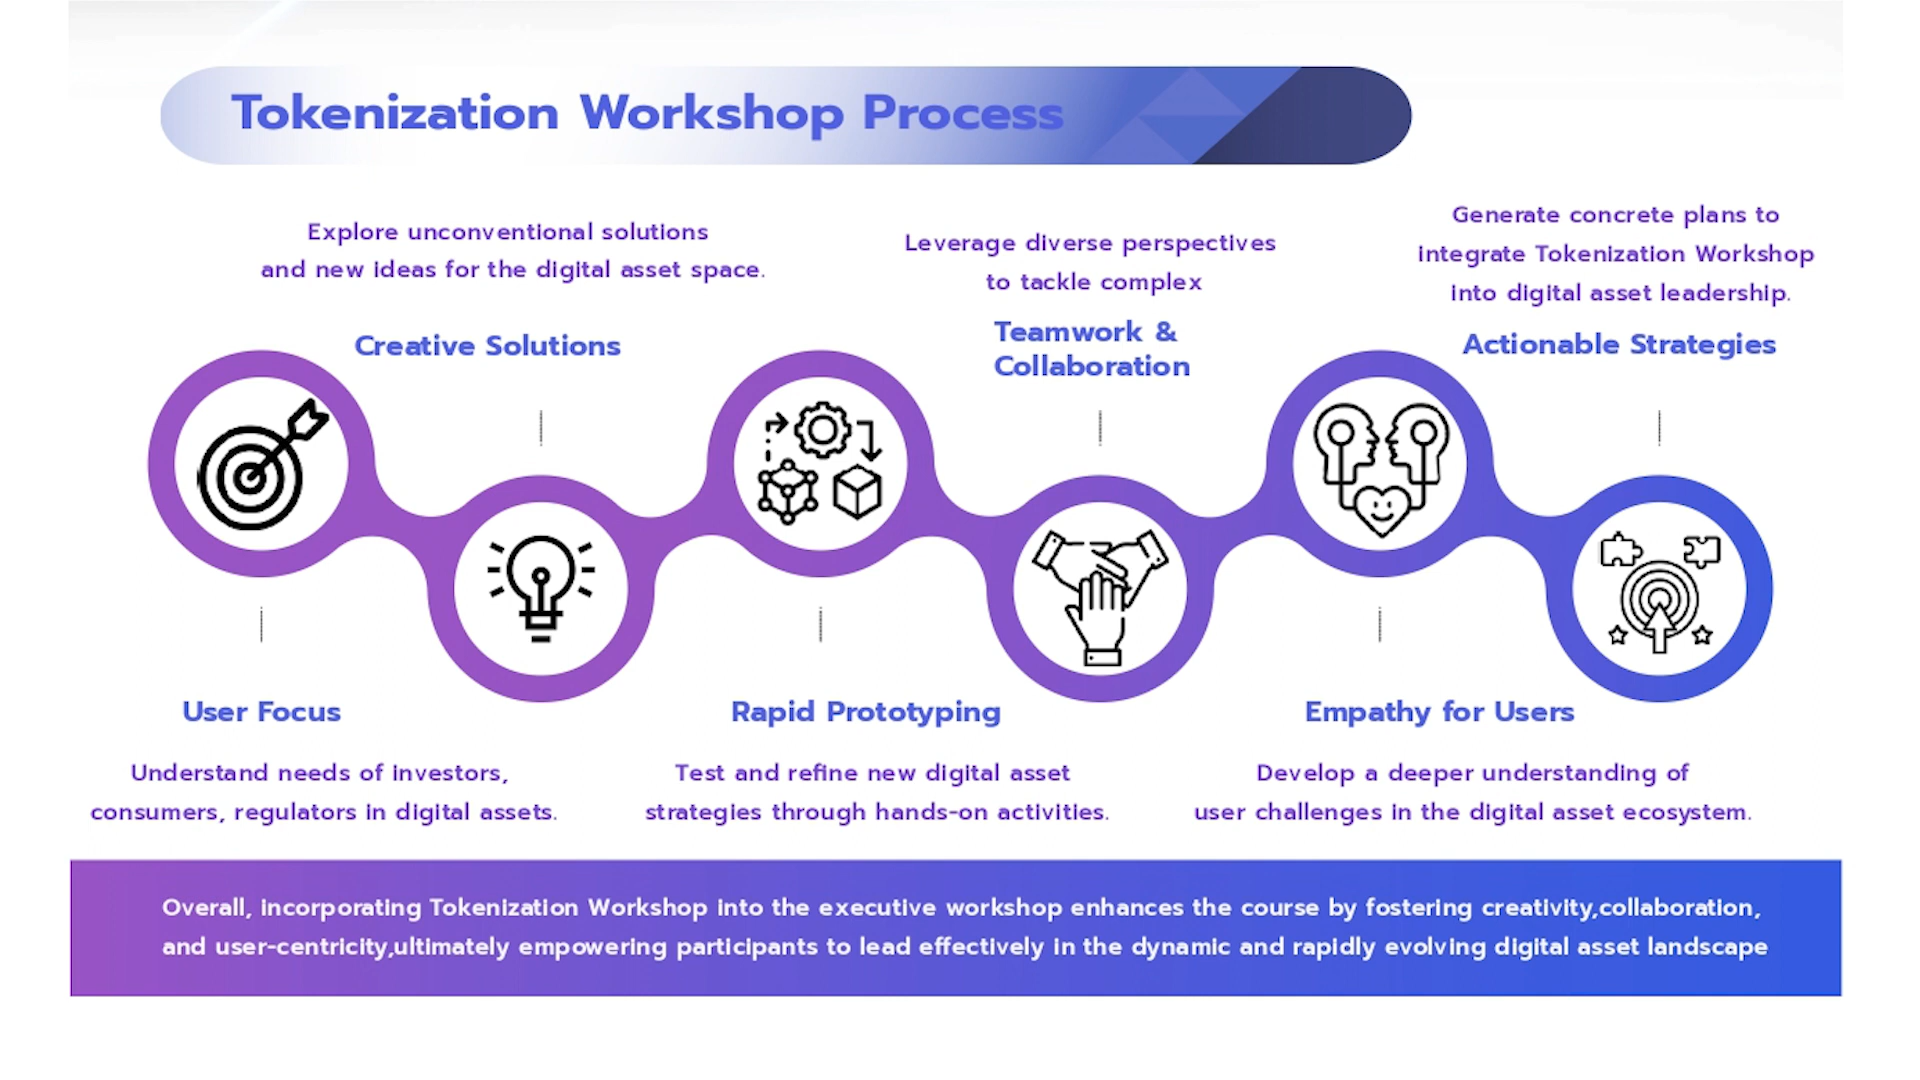 Tokenization Workshop Process
Explore unconventional solutions
and new ideas for the digital asset space.
Creative Solutions
Leverage diverse perspectives
to tackle complex
Teamwork &
Collaboration
Generate concrete plans to
integrate Tokenization Workshop
into digital asset leadership.
Actionable Strategies
User Focus
Understand needs of investors,
consumers, regulators in digital assets.
Rapid Prototyping
Test and refine new digital asset
strategies through hands-on activities.
Empathy for Users
Develop a deeper understanding of
user challenges in the digital asset ecosystem.
Overall, incorporating Tokenization Workshop into the executive workshop enhances the course by fostering creativity,collaboration,
and user-centricity,ultimately empowering participants to lead effectively in the dynamic and rapidly evolving digital asset landscape